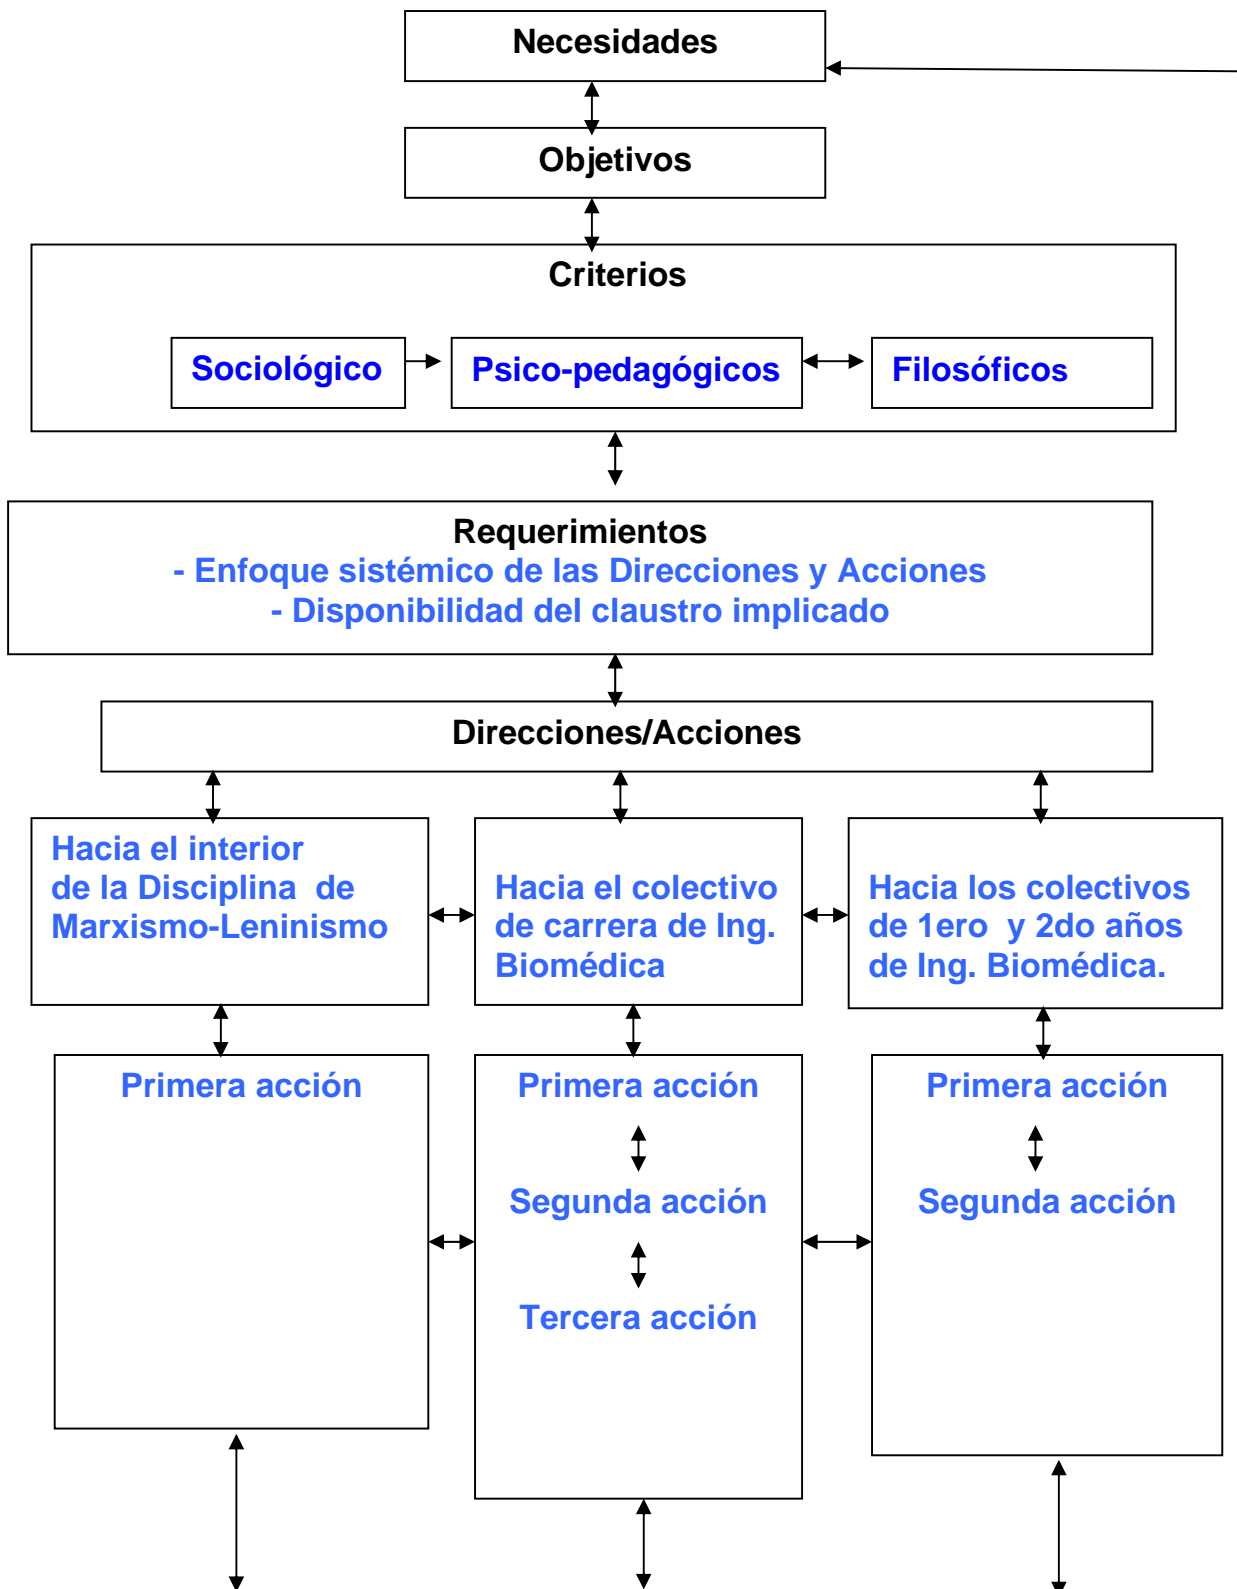 Necesidades
Objetivos
Criterios
Sociológico
Psico-pedagógicos
Filosóficos
Requerimientos
- Enfoque sistémico de las Direcciones y Acciones
- Disponibilidad del claustro implicado
Direcciones/Acciones
Hacia el interior
de la Disciplina de
Marxismo-Leninismo
Hacia el colectivo
de carrera de Ing.
Biomédica
Hacia los colectivos
de 1ero y 2do años
de Ing. Biomédica.
Primera acción
Primera acción
Segunda acción
Tercera acción
Primera acción
Segunda acción